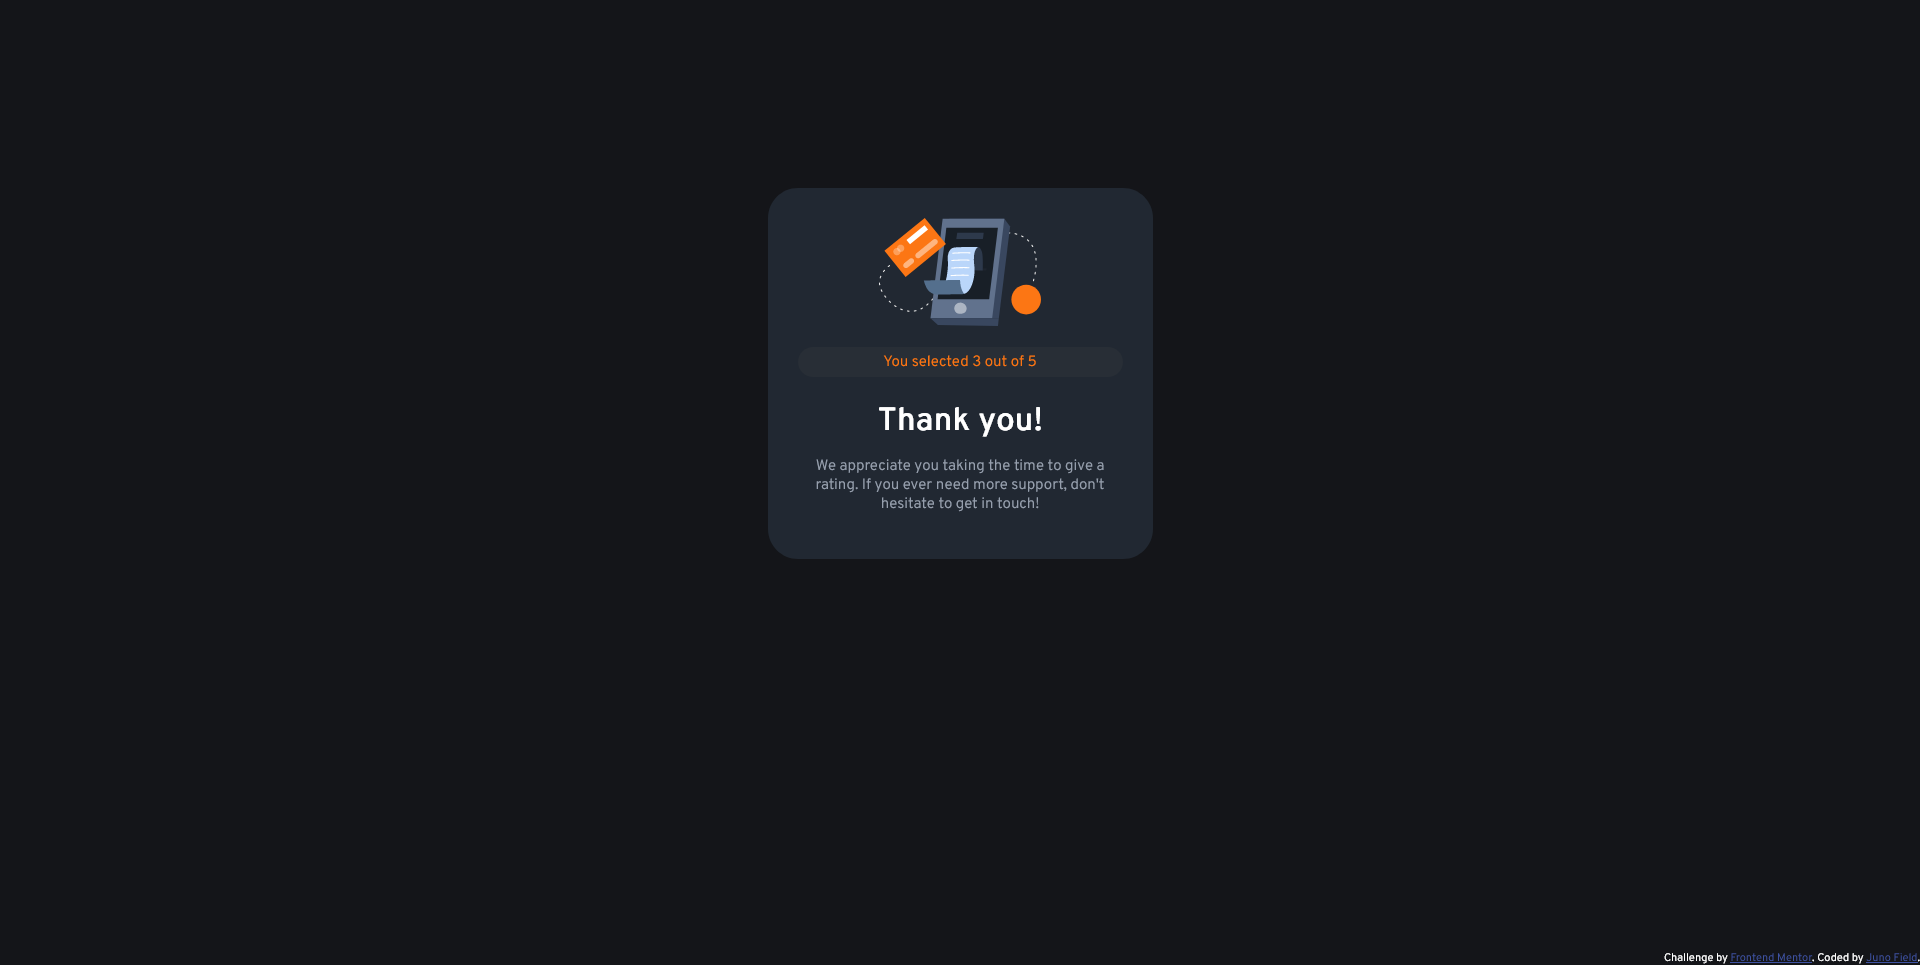 You selected 3 out of 5
Thank you!
We appreciate you taking the time to give a
rating. If you ever need more support, don't
hesitate to get in touch!
Challenge by Frontend Mentor. Coded by Juno Field.